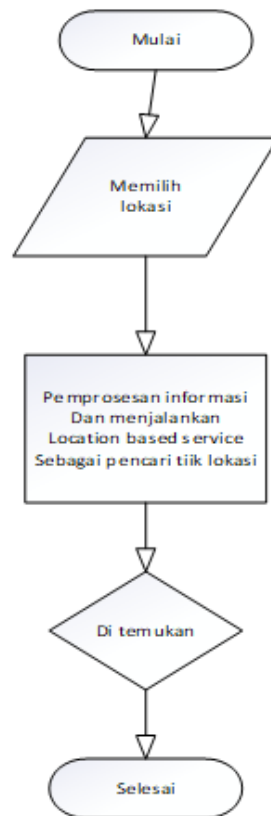 Mulai
Memilih
lokasi
Pemprosesan informasi
Dan menjalankan
Location based service
Sebagai pencari tiik lokasi
Di temukan
Selesai